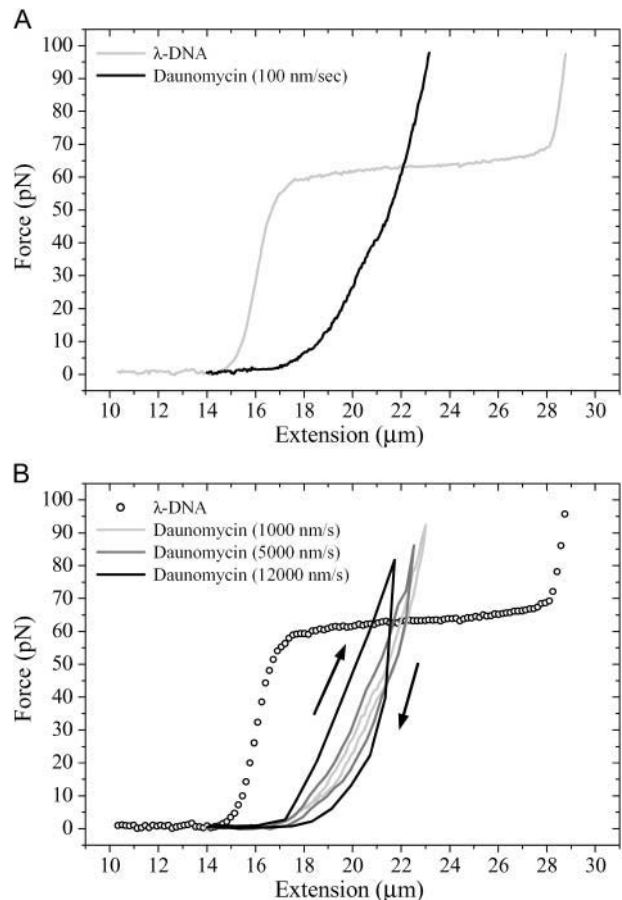 A
λ-DNA
Daunomycin (100 nm/sec)
Force (pN)
100
90
80
70
60
50
40
30
20
10
0
10 12 14 16 18 20 22 24 26 28 30
Extension (μm)
B
λ-DNA
Daunomycin (1000 nm/s)
Daunomycin (5000 nm/s)
Daunomycin (12000 nm/s)
Force (pN)
100
90
80
70
60
50
40
30
20
10
0
10 12 14 16 18 20 22 24 26 28 30
Extension (μm)